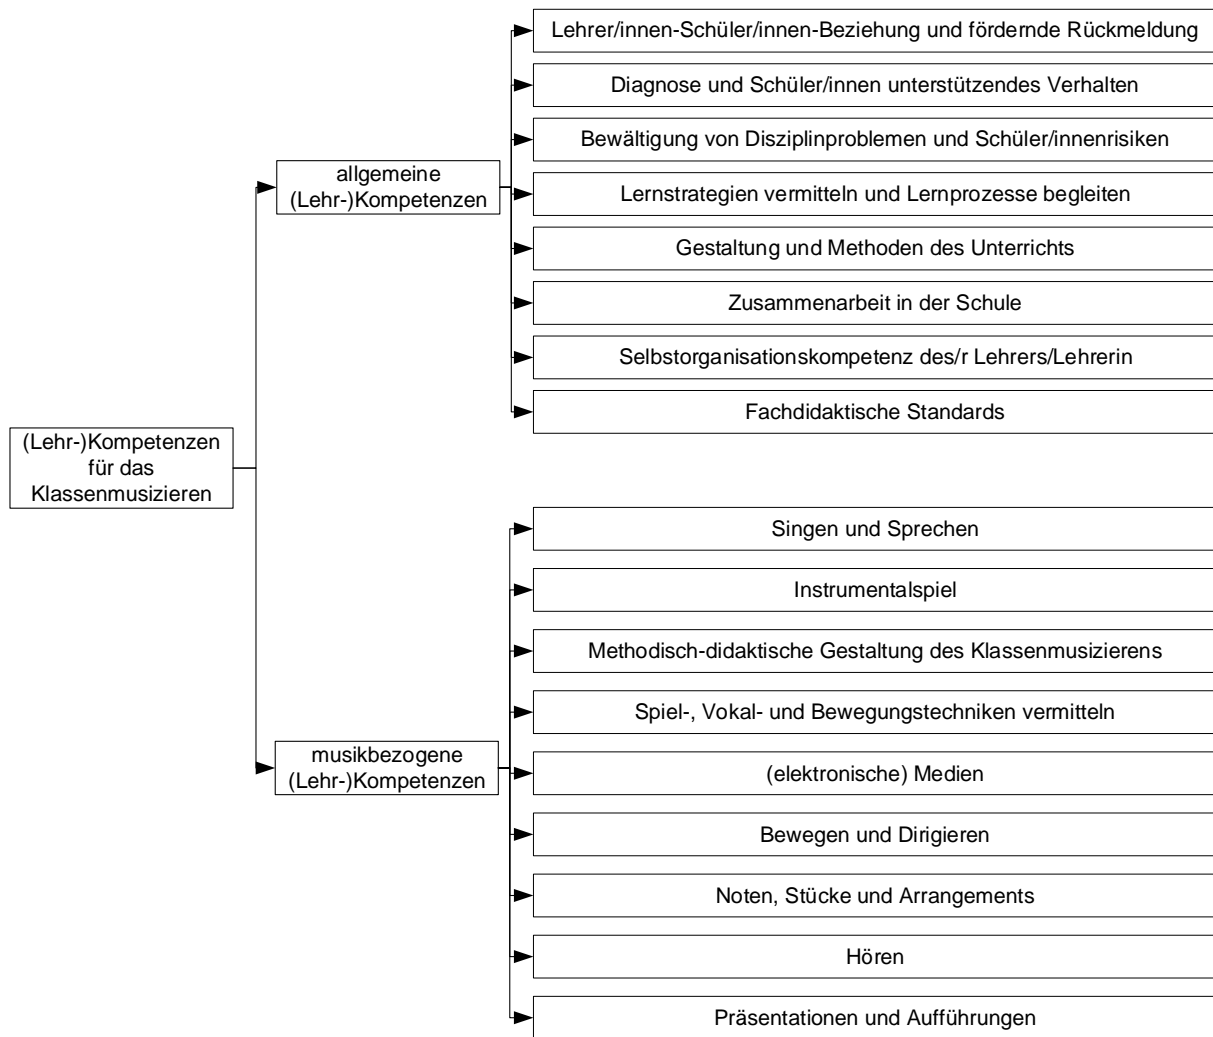 (Lehr-)Kompetenzen
für das
Klassenmusizieren
allgemeine
(Lehr-)Kompetenzen
Lehrer/innen-Schüler/innen-Beziehung und fördernde Rückmeldung
Diagnose und Schüler/innen unterstützendes Verhalten
Bewältigung von Disziplinproblemen und Schüler/innenrisiken
Lernstrategien vermitteln und Lernprozesse begleiten
Gestaltung und Methoden des Unterrichts
Zusammenarbeit in der Schule
Selbstorganisationskompetenz des/r Lehrers/Lehrerin
Fachdidaktische Standards
musikbezogene
(Lehr-)Kompetenzen
Singen und Sprechen
Instrumentalspiel
Methodisch-didaktische Gestaltung des Klassenmusizierens
Spiel-, Vokal- und Bewegungstechniken vermitteln
(elektronische) Medien
Bewegen und Dirigieren
Noten, Stücke und Arrangements
Hören
Präsentationen und Aufführungen